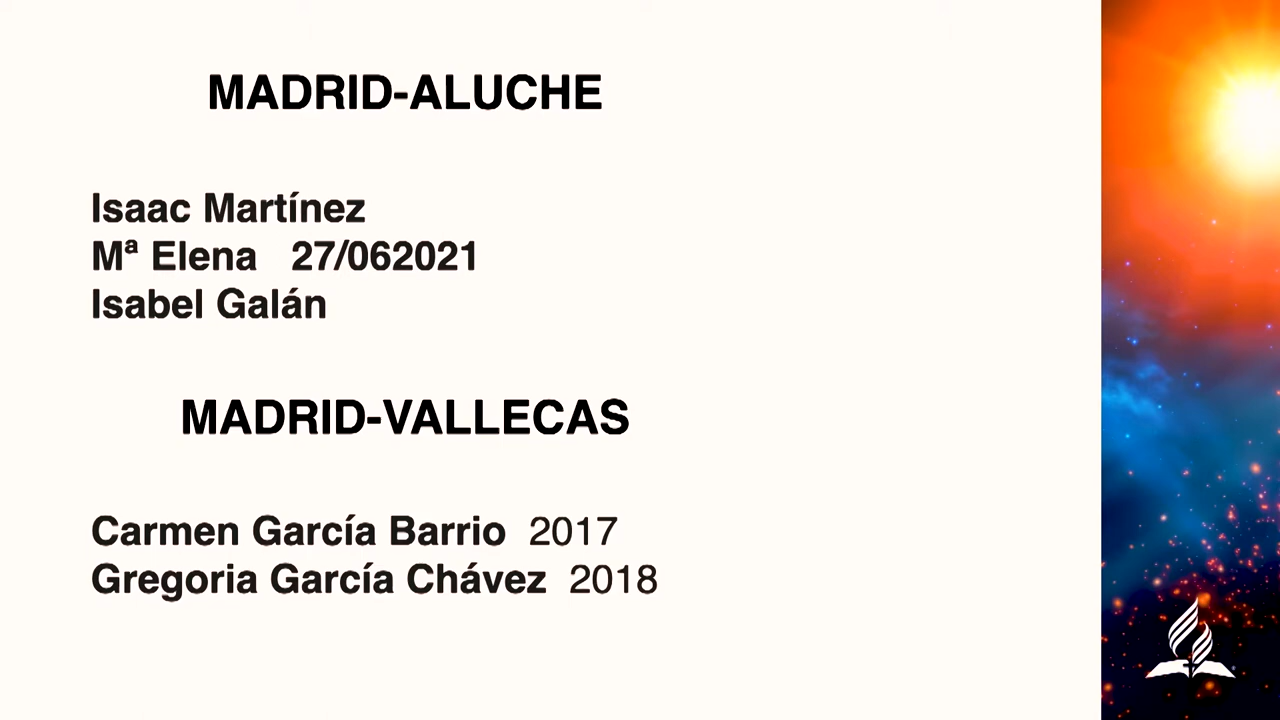 MADRID-ALUCHE
Isaac Martínez
Mª Elena 27/062021
Isabel Galán
MADRID-VALLECAS
Carmen García Barrio 2017
Gregoria García Chávez 2018